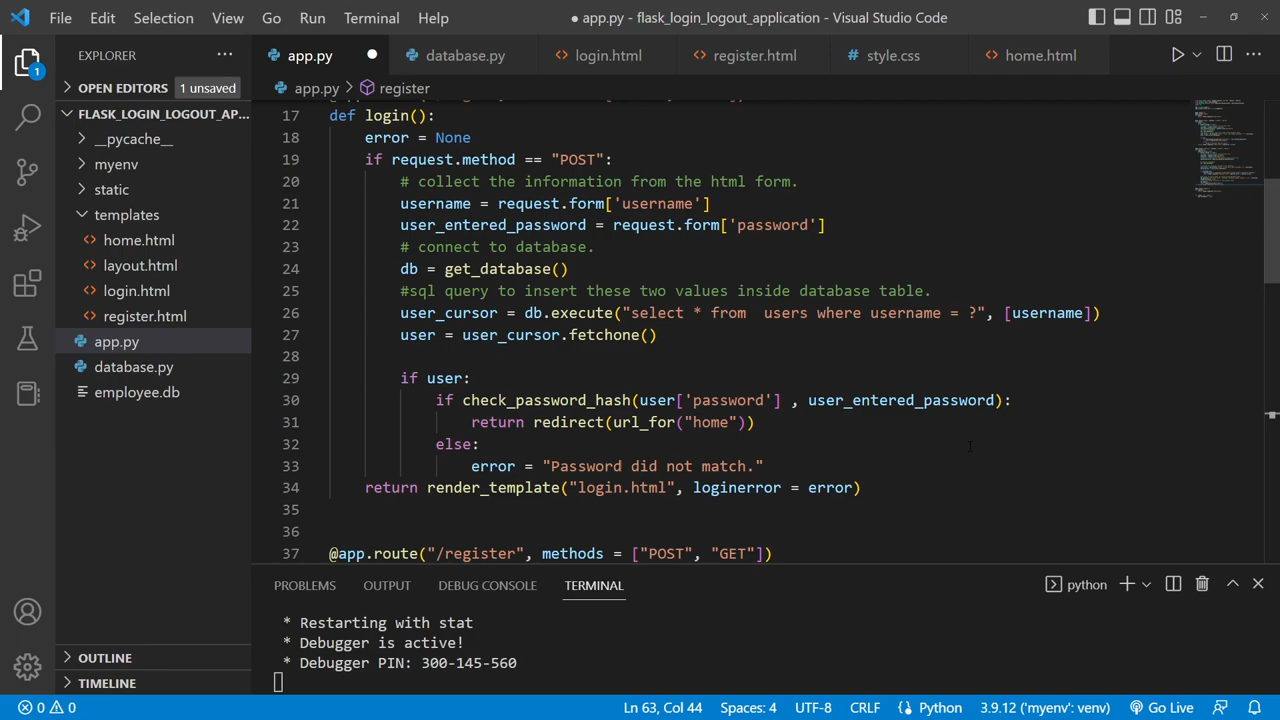 File Edit Selection View Go Run Terminal Help ● app.py - flask_login_logout_application - Visual Studio Code
EXPLORER ···
app.py database.py login.html register.html style.css home.html
1
OPEN EDITORS 1 unsaved
app.py > register
FLASK_LOGIN_LOGOUT_AP...
__pycache__
myenv
static
templates
home.html
layout.html
login.html
register.html
app.py
database.py
employee.db
OUTLINE
TIMELINE
17 def login():
18 error = None
19 if request.method == "POST":
20 # collect the information from the html form.
21 username = request.form['username']
22 user_entered_password = request.form['password']
23 # connect to database.
24 db = get_database()
25 #sql query to insert these two values inside database table.
26 user_cursor = db.execute("select * from  users where username = ?", [username])
27 user = user_cursor.fetchone()
28
29 if user:
30 if check_password_hash(user['password'] , user_entered_password):
31 return redirect(url_for("home"))
32 else:
33 error = "Password did not match."
34 return render_template("login.html", loginerror = error)
35
36
37 @app.route("/register", methods = ["POST", "GET"])
PROBLEMS OUTPUT DEBUG CONSOLE TERMINAL python
* Restarting with stat
* Debugger is active!
* Debugger PIN: 300-145-560
0 0 Ln 63, Col 44 Spaces: 4 UTF-8 CRLF Python 3.9.12 ('myenv': venv) Go Live